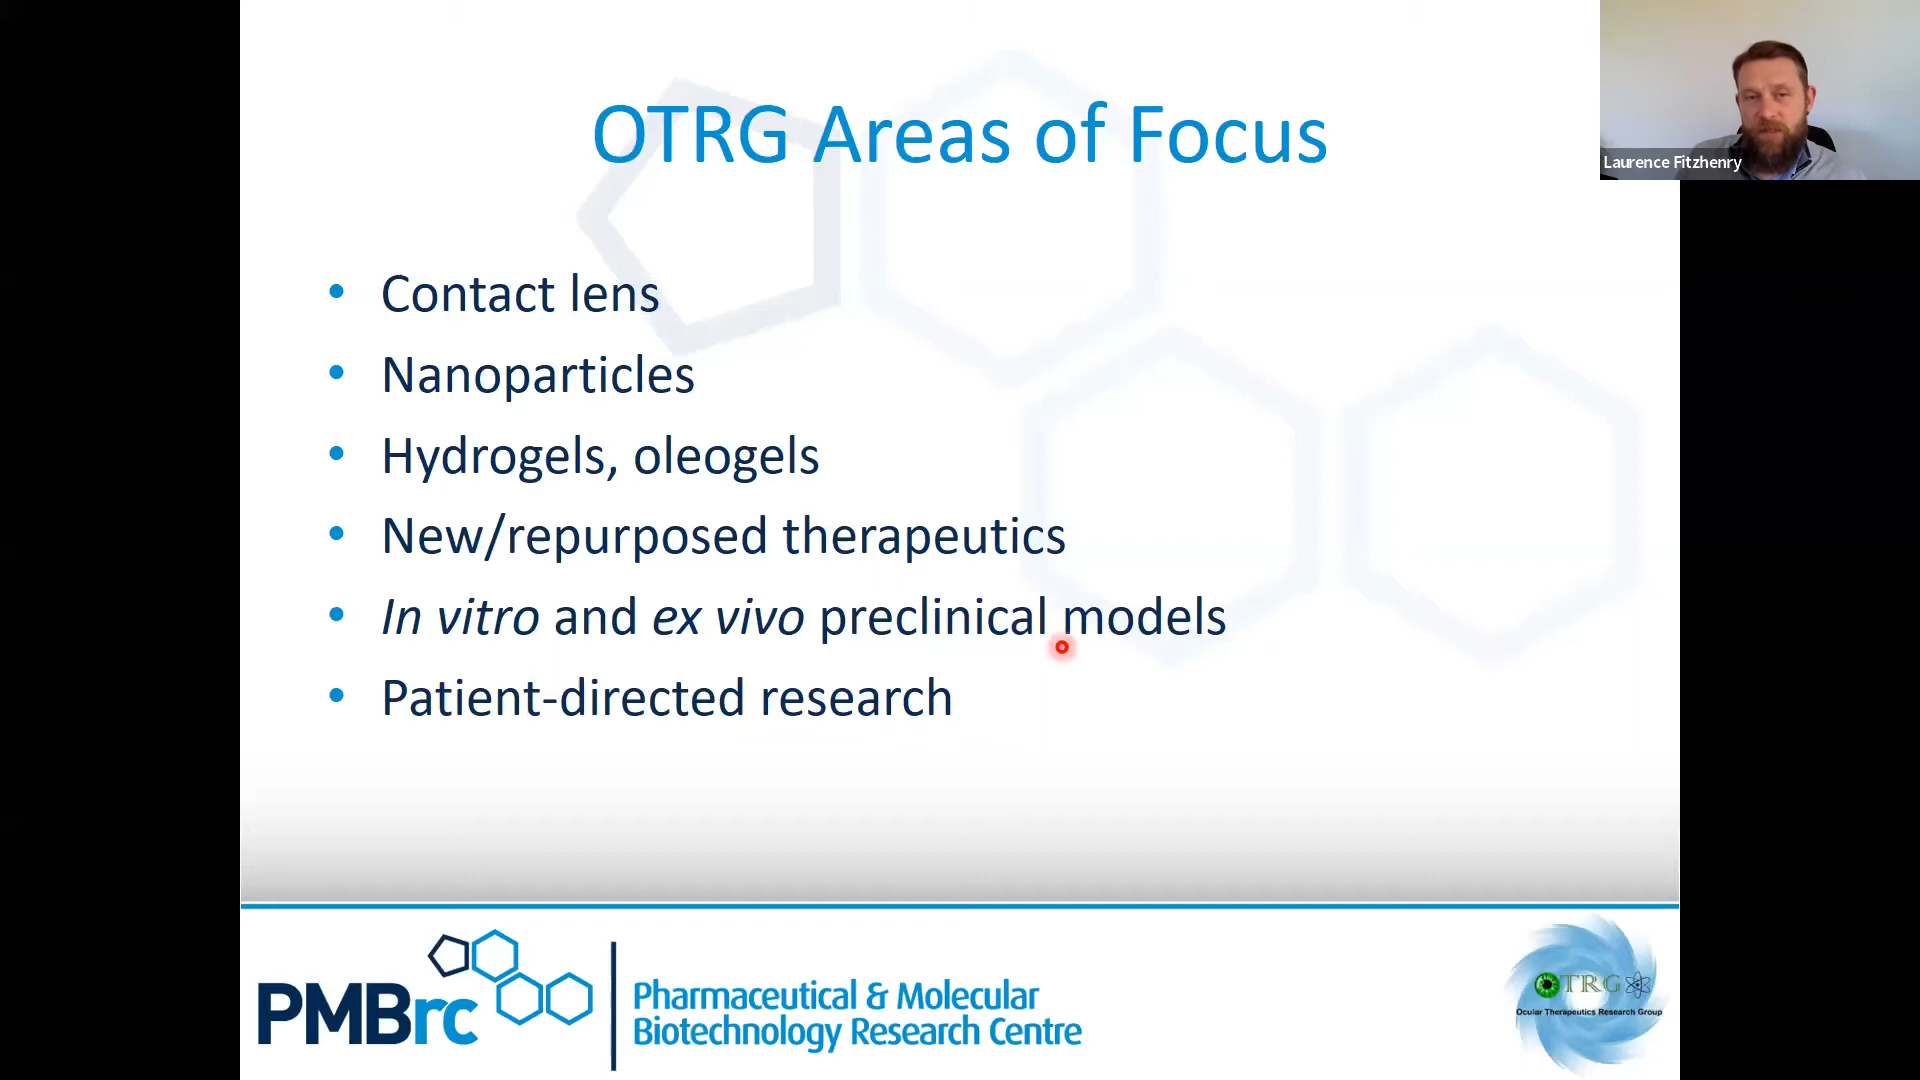 OTRG Areas of Focus
Laurence Fitzhenry
• Contact lens
• Nanoparticles
• Hydrogels, oleogels
• New/repurposed therapeutics
• In vitro and ex vivo preclinical models
• Patient-directed research
PMBrc
Pharmaceutical & Molecular
Biotechnology Research Centre
OTRG
Ocular Therapeutics Research Group